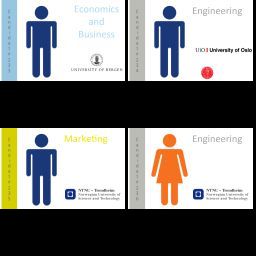 Economics
and
Business
UNIVERSITY OF BERGEN
Engineering
UiO University of Oslo
Marketing
NTNU – Trondheim
Norwegian University of
Science and Technology
Engineering
NTNU – Trondheim
Norwegian University of
Science and Technology